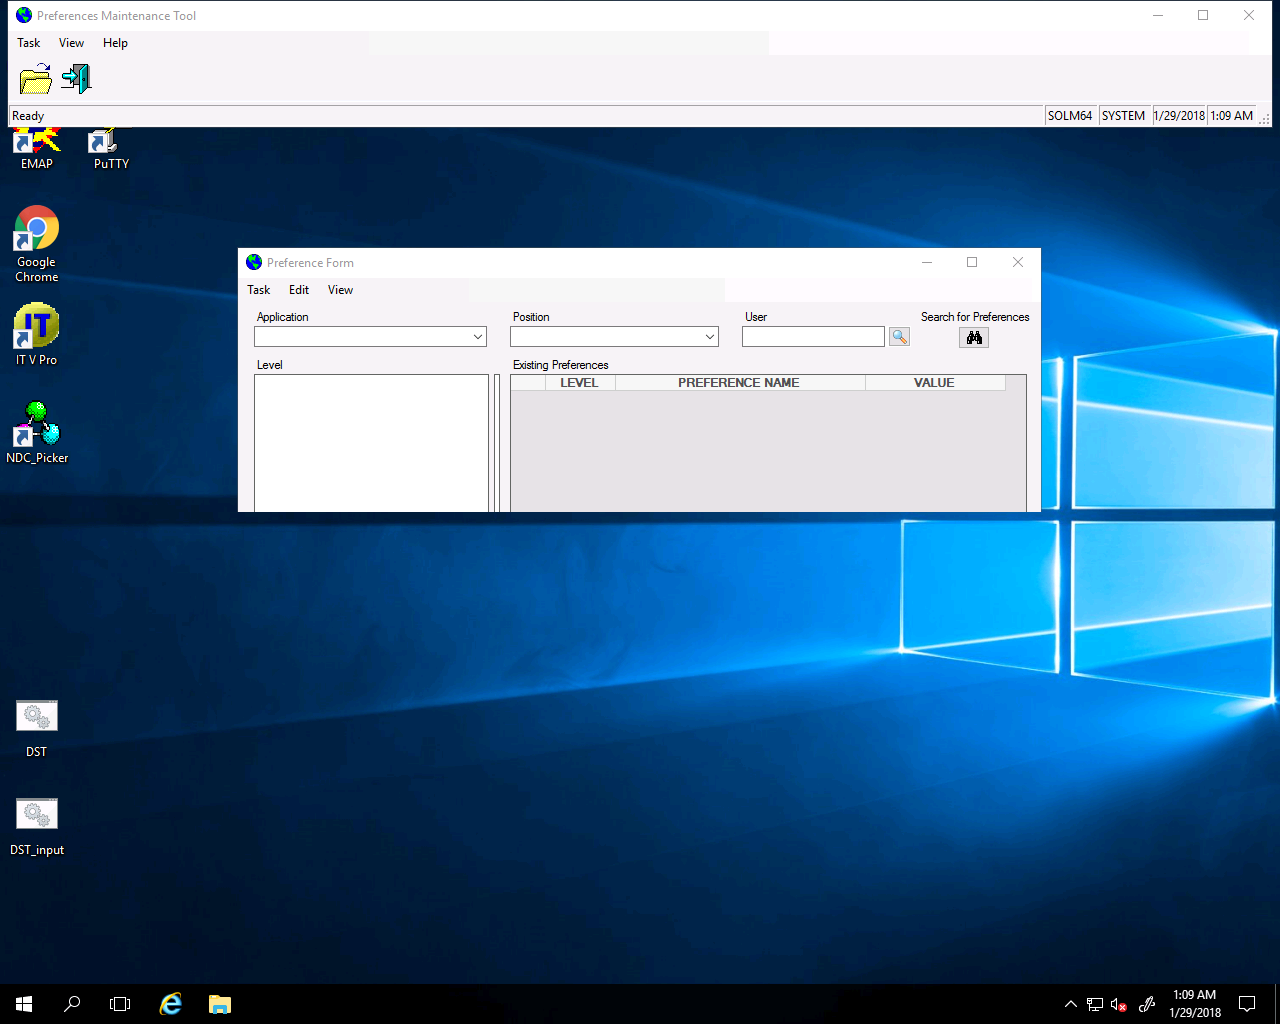 Preferences Maintenance Tool
Task View Help
Ready SOLM64 SYSTEM 1/29/2018 1:09 AM
EMAP PuTTY
Google
Chrome
IT
IT V Pro
NDC_Picker
Preference Form
Task Edit View
Application Position User Search for Preferences
Level Existing Preferences
LEVEL PREFERENCE NAME VALUE
DST
DST_input
1:09 AM
1/29/2018